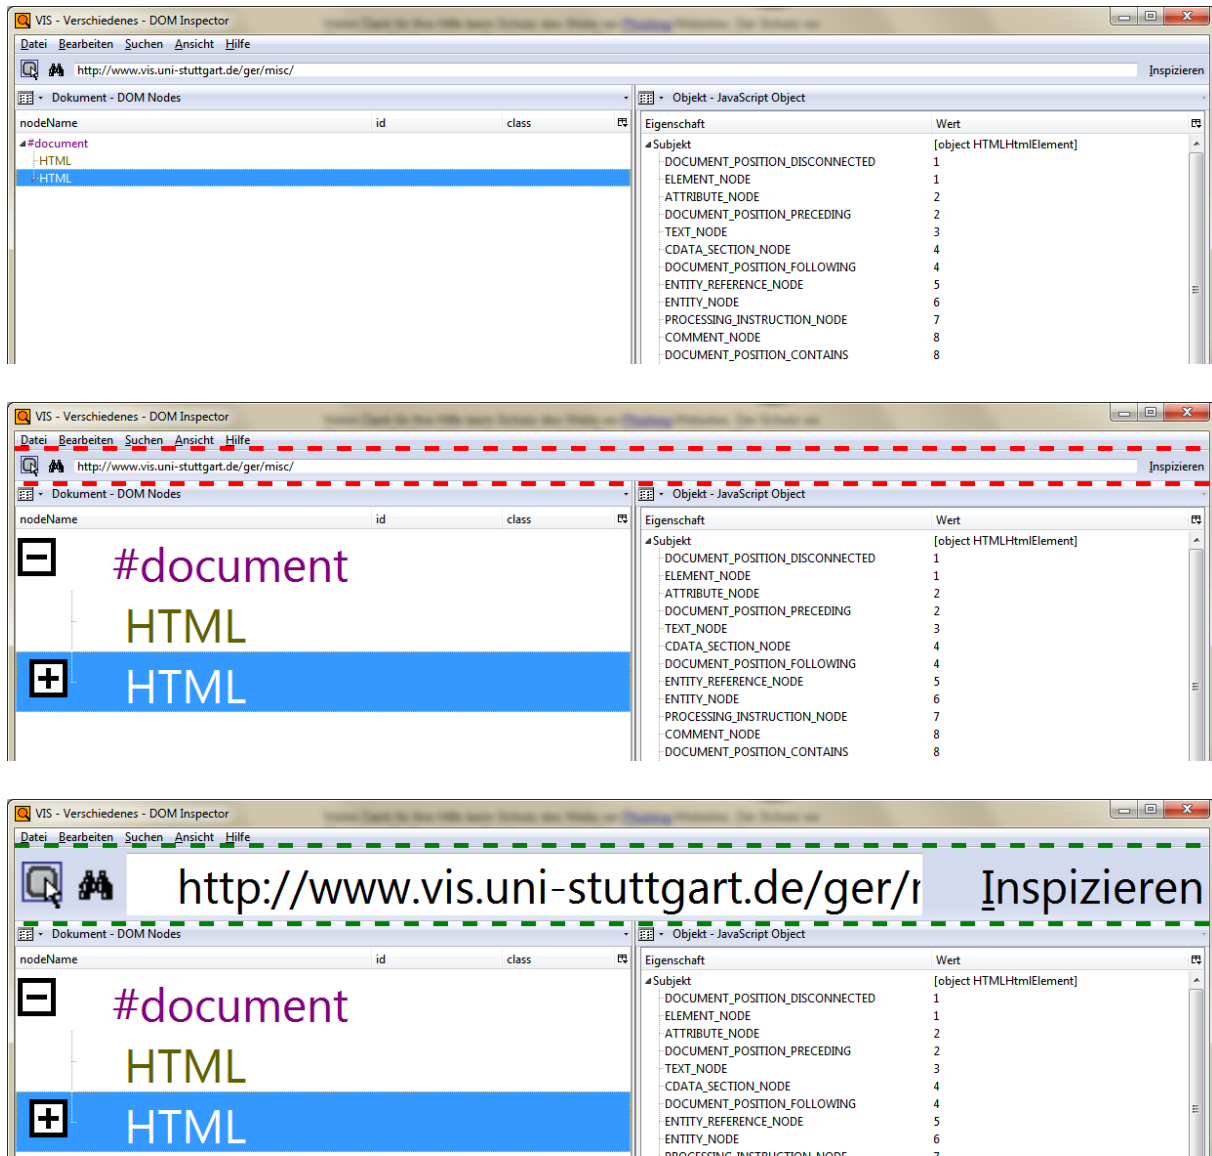 VIS - Verschiedenes - DOM Inspector
Datei Bearbeiten Suchen Ansicht Hilfe
http://www.vis.uni-stuttgart.de/ger/misc/ Inspizieren
Dokument - DOM Nodes Objekt - JavaScript Object
nodeName id class Eigenschaft Wert
#document Subjekt [object HTMLHtmlElement]
HTML DOCUMENT_POSITION_DISCONNECTED 1
HTML ELEMENT_NODE 1
ATTRIBUTE_NODE 2
DOCUMENT_POSITION_PRECEDING 2
TEXT_NODE 3
CDATA_SECTION_NODE 4
DOCUMENT_POSITION_FOLLOWING 4
ENTITY_REFERENCE_NODE 5
ENTITY_NODE 6
PROCESSING_INSTRUCTION_NODE 7
COMMENT_NODE 8
DOCUMENT_POSITION_CONTAINS 8
VIS - Verschiedenes - DOM Inspector
Datei Bearbeiten Suchen Ansicht Hilfe
http://www.vis.uni-stuttgart.de/ger/misc/ Inspizieren
Dokument - DOM Nodes Objekt - JavaScript Object
nodeName id class Eigenschaft Wert
#document
HTML
HTML
Subjekt [object HTMLHtmlElement]
DOCUMENT_POSITION_DISCONNECTED 1
ELEMENT_NODE 1
ATTRIBUTE_NODE 2
DOCUMENT_POSITION_PRECEDING 2
TEXT_NODE 3
CDATA_SECTION_NODE 4
DOCUMENT_POSITION_FOLLOWING 4
ENTITY_REFERENCE_NODE 5
ENTITY_NODE 6
PROCESSING_INSTRUCTION_NODE 7
COMMENT_NODE 8
DOCUMENT_POSITION_CONTAINS 8
VIS - Verschiedenes - DOM Inspector
Datei Bearbeiten Suchen Ansicht Hilfe
http://www.vis.uni-stuttgart.de/ger/r Inspizieren
Dokument - DOM Nodes Objekt - JavaScript Object
nodeName id class Eigenschaft Wert
#document
HTML
HTML
Subjekt [object HTMLHtmlElement]
DOCUMENT_POSITION_DISCONNECTED 1
ELEMENT_NODE 1
ATTRIBUTE_NODE 2
DOCUMENT_POSITION_PRECEDING 2
TEXT_NODE 3
CDATA_SECTION_NODE 4
DOCUMENT_POSITION_FOLLOWING 4
ENTITY_REFERENCE_NODE 5
ENTITY_NODE 6
PROCESSING_INSTRUCTION_NODE 7